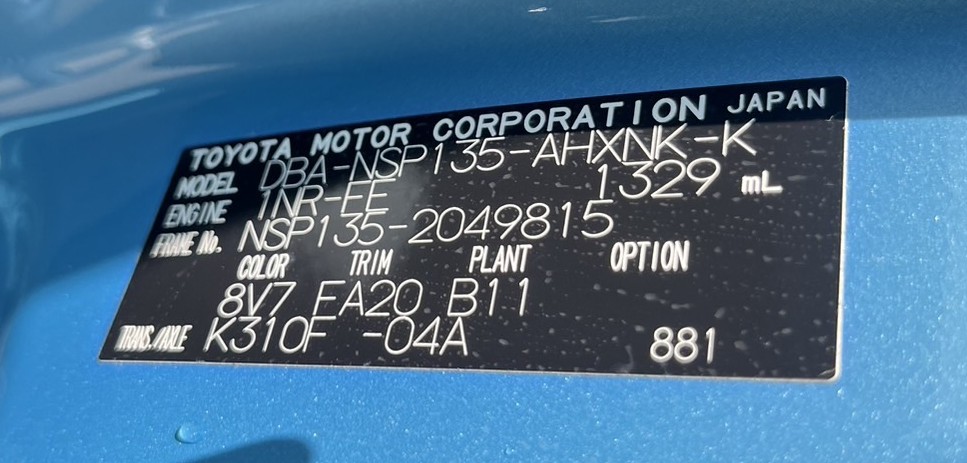 TOYOTA MOTOR CORPORATION JAPAN
MODEL DBA-NSP135-AHXNK-K
ENGINE 1NR-FE 1329 mL
FRAME No. NSP135-2049815
COLOR TRIM PLANT OPTION
8V7 FA20 B11
TRANS./AXLE K310F -04A 881